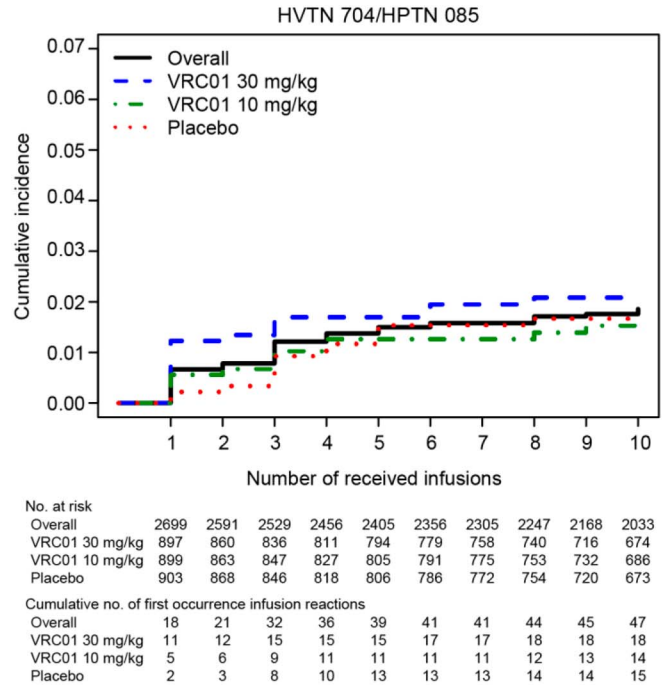 HVTN 704/HPTN 085
0.07
0.06
0.05
0.04
0.03
0.02
0.01
0.00
Cumulative incidence
Overall
VRC01 30 mg/kg
VRC01 10 mg/kg
Placebo
1 2 3 4 5 6 7 8 9 10
Number of received infusions
No. at risk
Overall 2699 2591 2529 2456 2405 2356 2305 2247 2168 2033
VRC01 30 mg/kg 897 860 836 811 794 779 758 740 716 674
VRC01 10 mg/kg 899 863 847 827 805 791 775 753 732 686
Placebo 903 868 846 818 806 786 772 754 720 673
Cumulative no. of first occurrence infusion reactions
Overall 18 21 32 36 39 41 41 44 45 47
VRC01 30 mg/kg 11 12 15 15 15 17 17 18 18 18
VRC01 10 mg/kg 5 6 9 11 11 11 11 12 13 14
Placebo 2 3 8 10 13 13 13 14 14 15